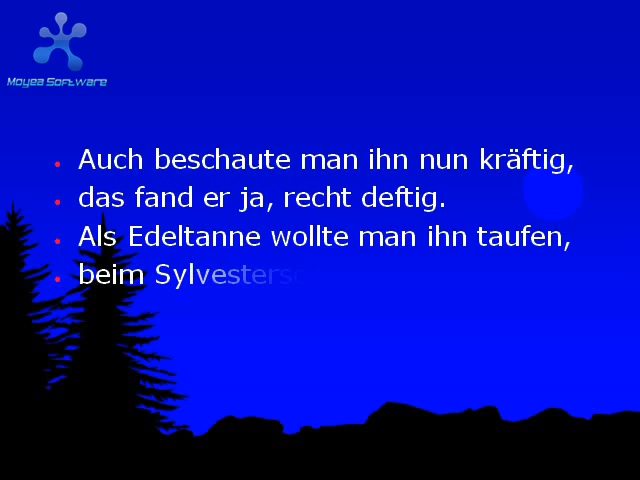 Moyea Software
Auch beschaute man ihn nun kräftig,
das fand er ja, recht deftig.
Als Edeltanne wollte man ihn taufen,
beim Sylvesters